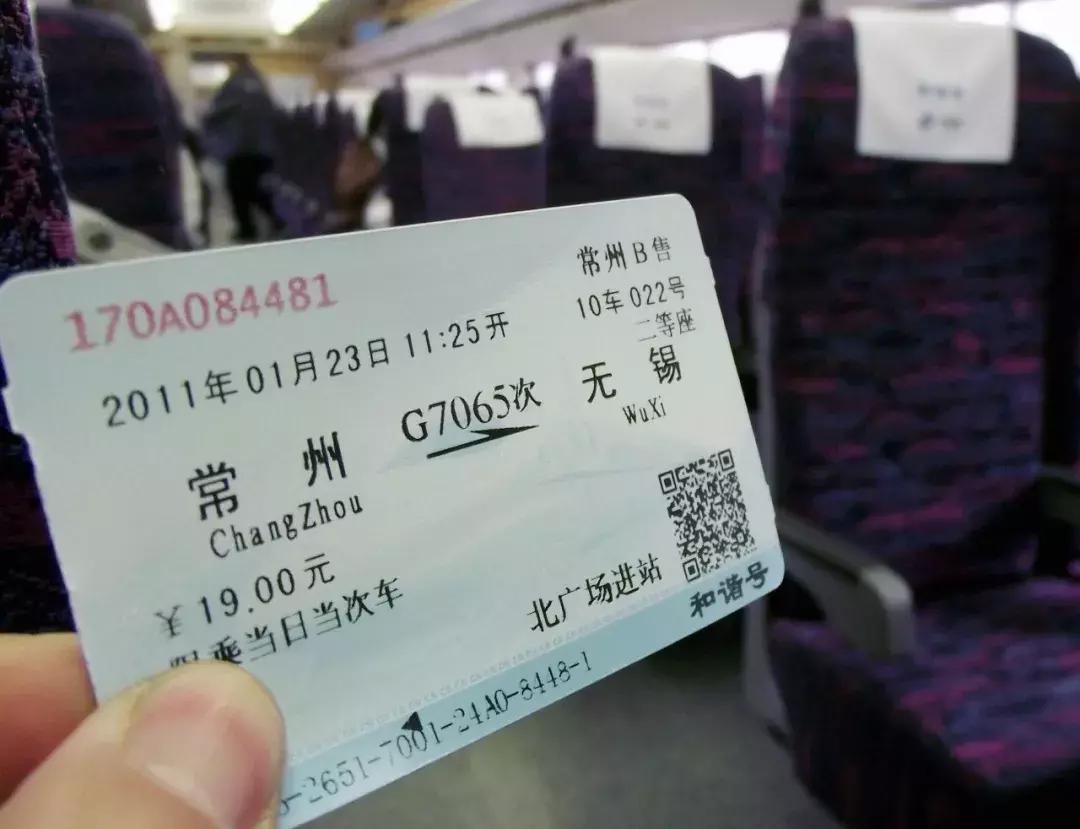 170A084481
常州B售
2011年01月23日 11:25开
10车022号
二等座
常州
G7065次
无锡
ChangZhou
WuXi
￥19.00元
限乘当日当次车
北广场进站
和谐号
-2651-7001-24A0-8448-1